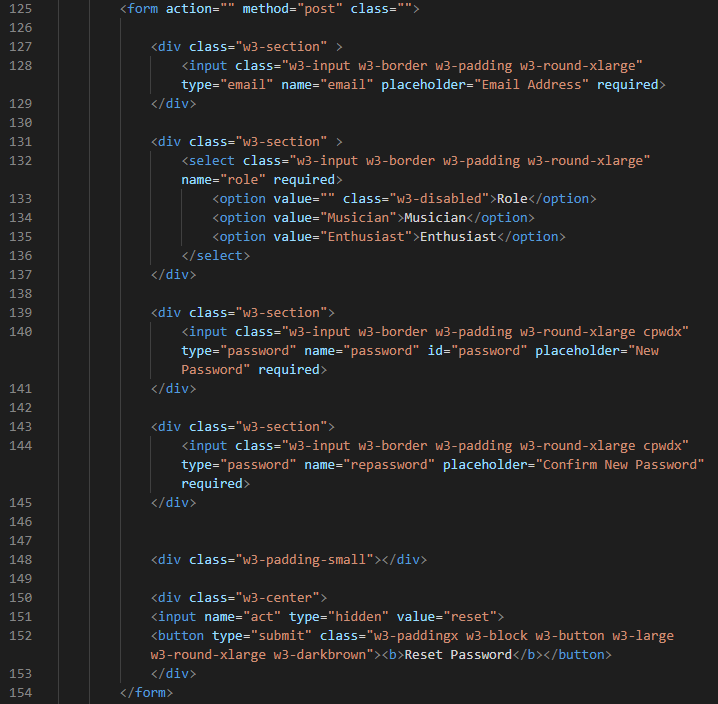 125 <form action="" method="post" class="">
126
127 <div class="w3-section" >
128 <input class="w3-input w3-border w3-padding w3-round-xlarge"
type="email" name="email" placeholder="Email Address" required>
129 </div>
130
131 <div class="w3-section" >
132 <select class="w3-input w3-border w3-padding w3-round-xlarge"
name="role" required>
133 <option value="" class="w3-disabled">Role</option>
134 <option value="Musician">Musician</option>
135 <option value="Enthusiast">Enthusiast</option>
136 </select>
137 </div>
138
139 <div class="w3-section">
140 <input class="w3-input w3-border w3-padding w3-round-xlarge cpwdx"
type="password" name="password" id="password" placeholder="New
Password" required>
141 </div>
142
143 <div class="w3-section">
144 <input class="w3-input w3-border w3-padding w3-round-xlarge cpwdx"
type="password" name="repassword" placeholder="Confirm New Password"
required>
145 </div>
146
147
148 <div class="w3-padding-small"></div>
149
150 <div class="w3-center">
151 <input name="act" type="hidden" value="reset">
152 <button type="submit" class="w3-paddingx w3-block w3-button w3-large
w3-round-xlarge w3-darkbrown"><b>Reset Password</b></button>
153 </div>
154 </form>